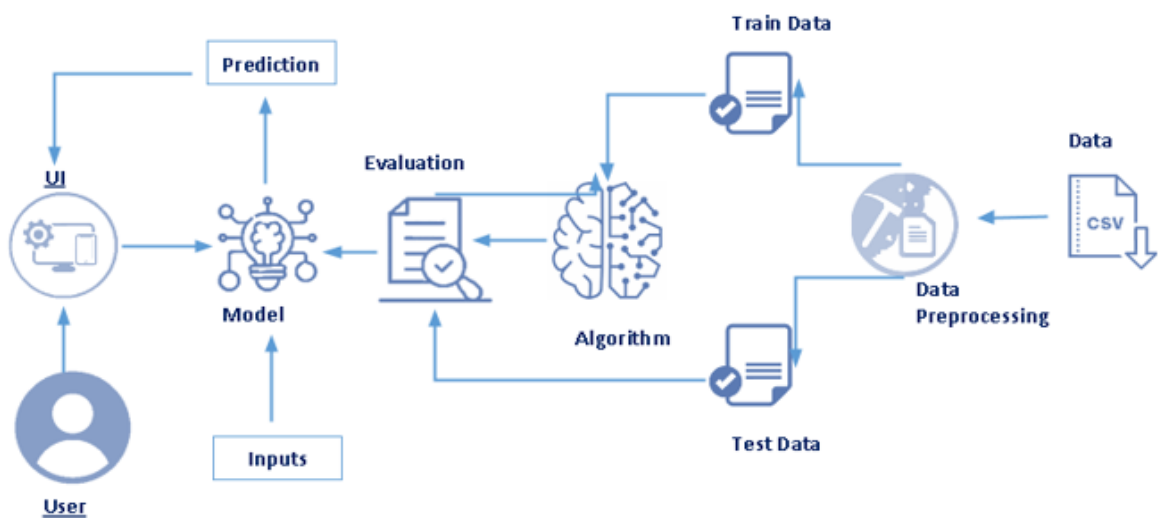 Train Data
Prediction
Data
Evaluation
UI
CSV
Data
Preprocessing
Model
Algorithm
Inputs
Test Data
User